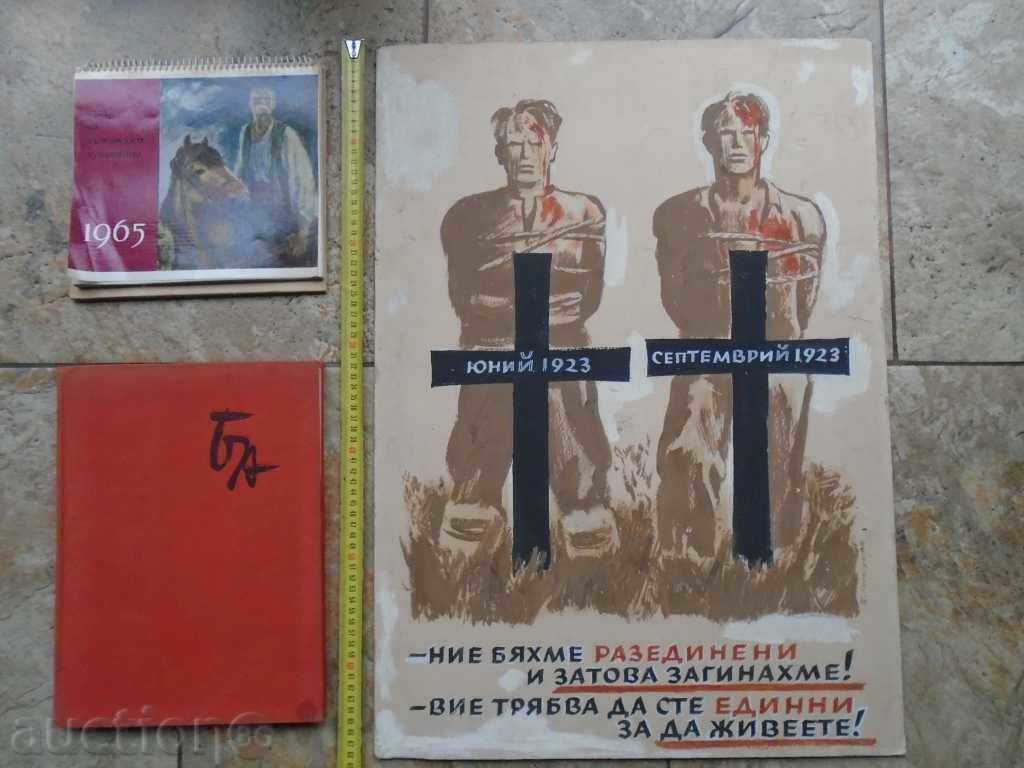 1965
БА
ЮНИЙ 1923
СЕПТЕМВРИЙ 1923
–НИЕ БЯХМЕ РАЗЕДИНЕНИ
И ЗАТОВА ЗАГИНАХМЕ!
–ВИЕ ТРЯБВА ДА СТЕ ЕДИННИ
ЗА ДА ЖИВЕЕТЕ!
auction.bg